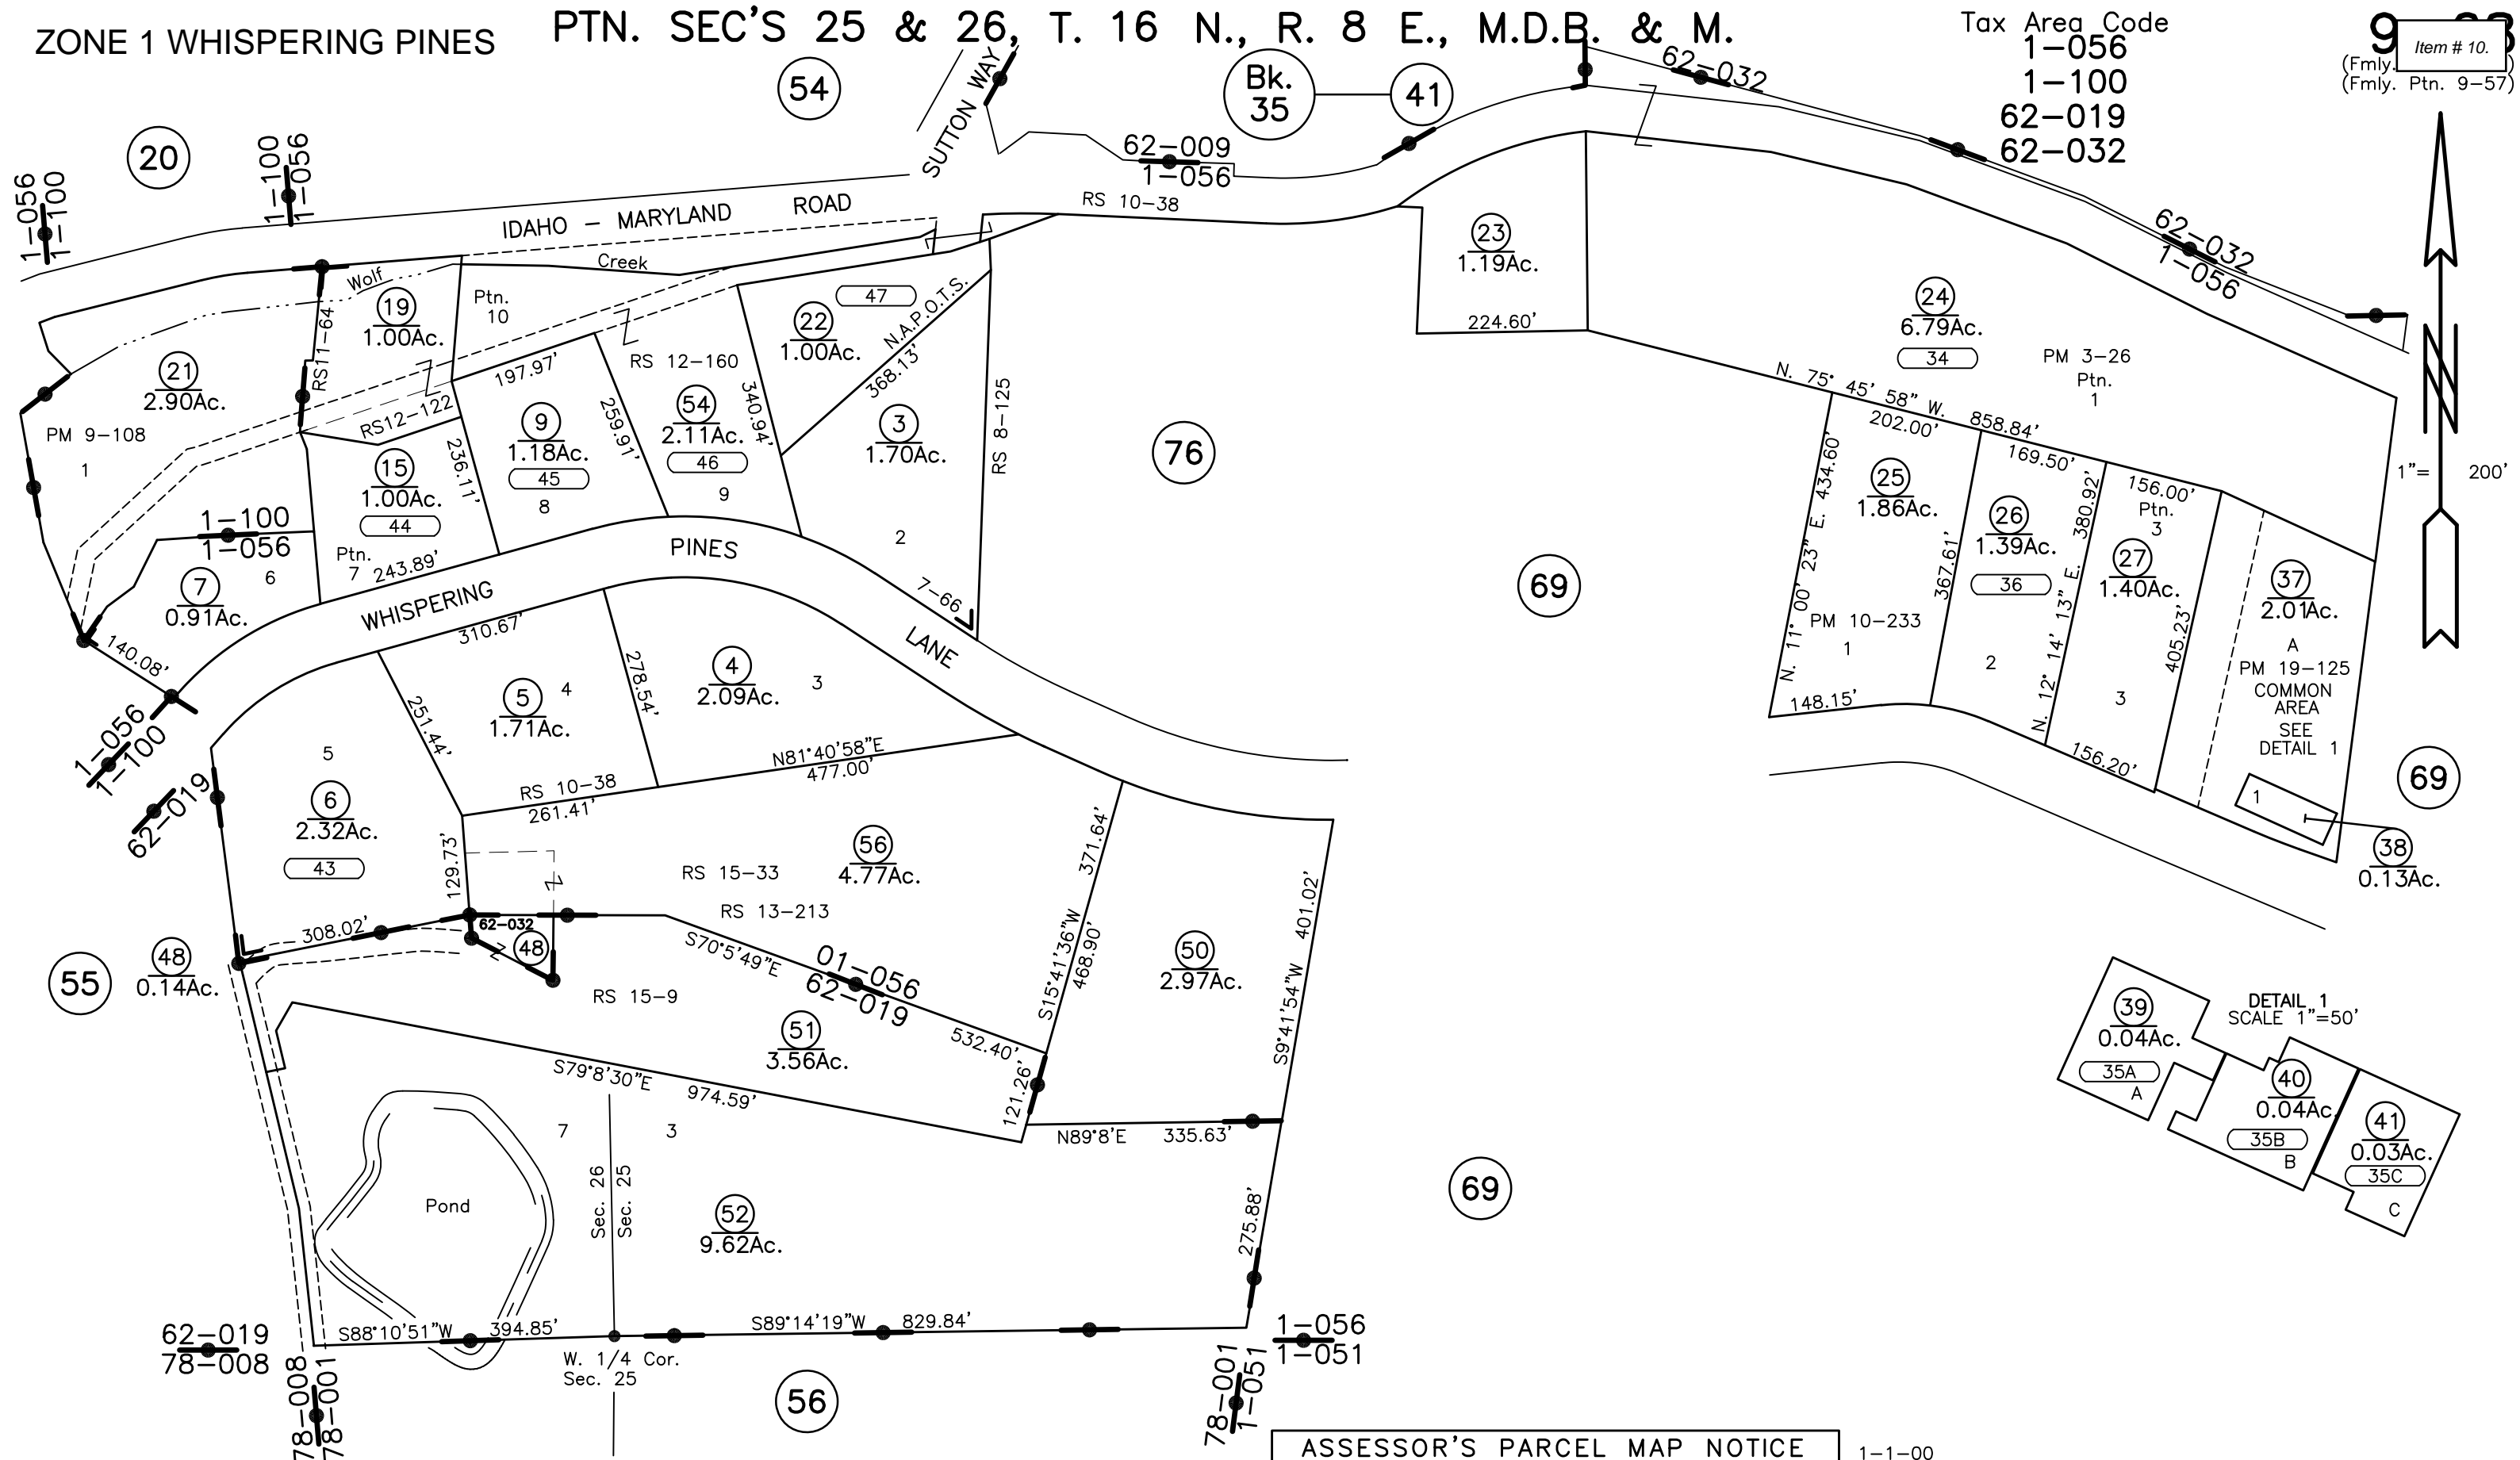 ZONE 1 WHISPERING PINES
PTN. SEC'S 25 & 26, T. 16 N., R. 8 E., M.D.B. & M.
Tax Area Code
1-056
1-100
62-019
62-032
Item # 10.
(Fmly.
(Fmly. Ptn. 9-57)
54
Bk.
35
41
62-032
SUTTON WAY
20
1-056
1-100
1-100
1-056
62-009
1-056
IDAHO - MARYLAND ROAD
RS 10-38
62-032
1-056
Wolf
Creek
19
1.00Ac.
Ptn.
10
RS11-64
21
2.90Ac.
PM 9-108
1
RS12-122
197.97'
RS 12-160
22
1.00Ac.
47
N.A.P.O.T.S.
368.13'
23
1.19Ac.
224.60'
24
6.79Ac.
34
PM 3-26
Ptn.
1
1"= 200'
9
1.18Ac.
45
8
236.11'
259.91'
54
2.11Ac.
46
9
340.94'
3
1.70Ac.
2
RS 8-125
76
15
1.00Ac.
44
Ptn.
7
243.89'
1-100
1-056
7
0.91Ac.
6
140.08'
N. 75° 45' 58" W. 858.84'
202.00'
169.50'
156.00'
N. 11° 00' 23" E. 434.60'
25
1.86Ac.
PM 10-233
1
148.15'
367.61'
26
1.39Ac.
36
2
N. 12° 14' 13" E. 380.92'
Ptn.
3
27
1.40Ac.
3
156.20'
405.23'
37
2.01Ac.
A
PM 19-125
COMMON
AREA
SEE
DETAIL 1
1
38
0.13Ac.
69
69
WHISPERING PINES LANE
7-66
310.67'
5
4
1.71Ac.
251.44'
278.54'
4
2.09Ac.
3
N81°40'58"E
477.00'
RS 10-38
261.41'
1-056
1-100
62-019
5
6
2.32Ac.
43
129.73'
308.02'
62-032
48
48
0.14Ac.
55
RS 15-33
RS 13-213
56
4.77Ac.
371.64'
S15°41'36"W
468.90'
S70°5'49"E
532.40'
01-056
62-019
RS 15-9
51
3.56Ac.
121.26'
50
2.97Ac.
401.02'
S9°41'54"W
N89°8'E 335.63'
S79°8'30"E 974.59'
7
3
Sec. 26
Sec. 25
Pond
52
9.62Ac.
275.88'
69
DETAIL 1
SCALE 1"=50'
39
0.04Ac.
35A
A
40
0.04Ac.
35B
B
41
0.03Ac.
35C
C
S88°10'51"W 394.85'
S89°14'19"W 829.84'
W. 1/4 Cor.
Sec. 25
62-019
78-008
78-008
78-001
56
1-056
1-051
78-001
1-051
ASSESSOR'S PARCEL MAP NOTICE
1-1-00